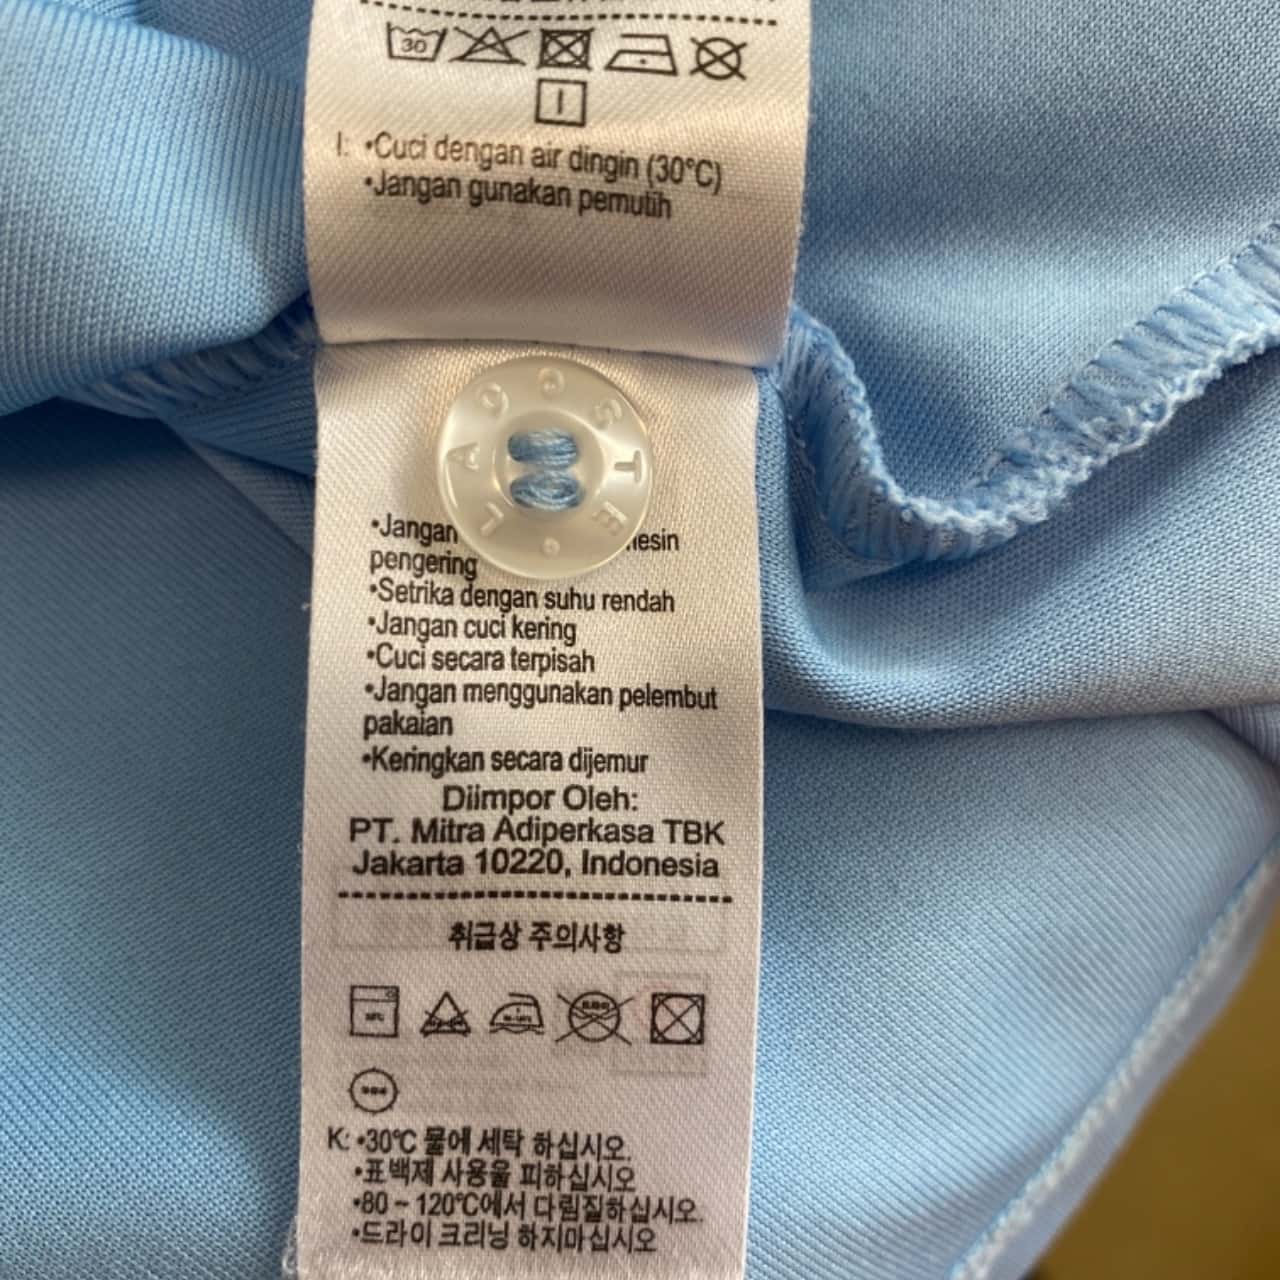 30
I
I: •Cuci dengan air dingin (30°C)
•Jangan gunakan pemutih
LACOSTE
•Jangan
pengering
•Setrika dengan suhu rendah
•Jangan cuci kering
•Cuci secara terpisah
•Jangan menggunakan pelembut
pakaian
•Keringkan secara dijemur
Diimpor Oleh:
PT. Mitra Adiperkasa TBK
Jakarta 10220, Indonesia
취급상 주의사항
K: •30℃ 물에 세탁 하십시오.
•표백제 사용을 피하십시오
•80 ~ 120℃에서 다림질하십시오.
•드라이 크리닝 하지마십시오